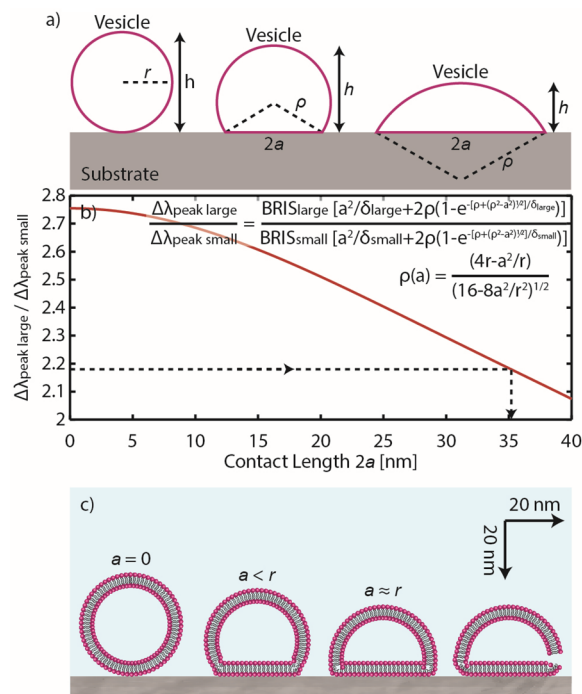 a)
Vesicle
Vesicle
Vesicle
r
h
ρ
h
h
2a
2a
ρ
Substrate
b)
Δλpeak large / Δλpeak small = BRISlarge [a²/δlarge+2ρ(1-e^-[ρ+(ρ²-a²)^1/2]/δlarge)] / BRISsmall [a²/δsmall+2ρ(1-e^-[ρ+(ρ²-a²)^1/2]/δsmall)]
ρ(a) = (4r-a²/r) / (16-8a²/r²)^1/2
Δλpeak large / Δλpeak small
2.8
2.7
2.6
2.5
2.4
2.3
2.2
2.1
2
0 5 10 15 20 25 30 35 40
Contact Length 2a [nm]
c)
20 nm
20 nm
a = 0
a < r
a ≈ r